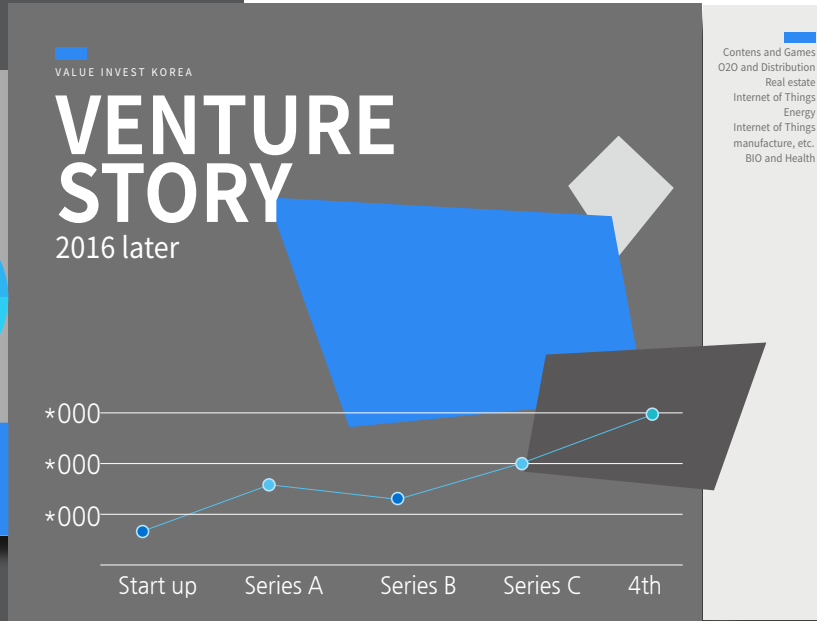 VALUE INVEST KOREA
VENTURE
STORY
2016 later
*000
*000
*000
Start up
Series A
Series B
Series C
4th
Contens and Games
O2O and Distribution
Real estate
Internet of Things
Energy
Internet of Things
manufacture, etc.
BIO and Health